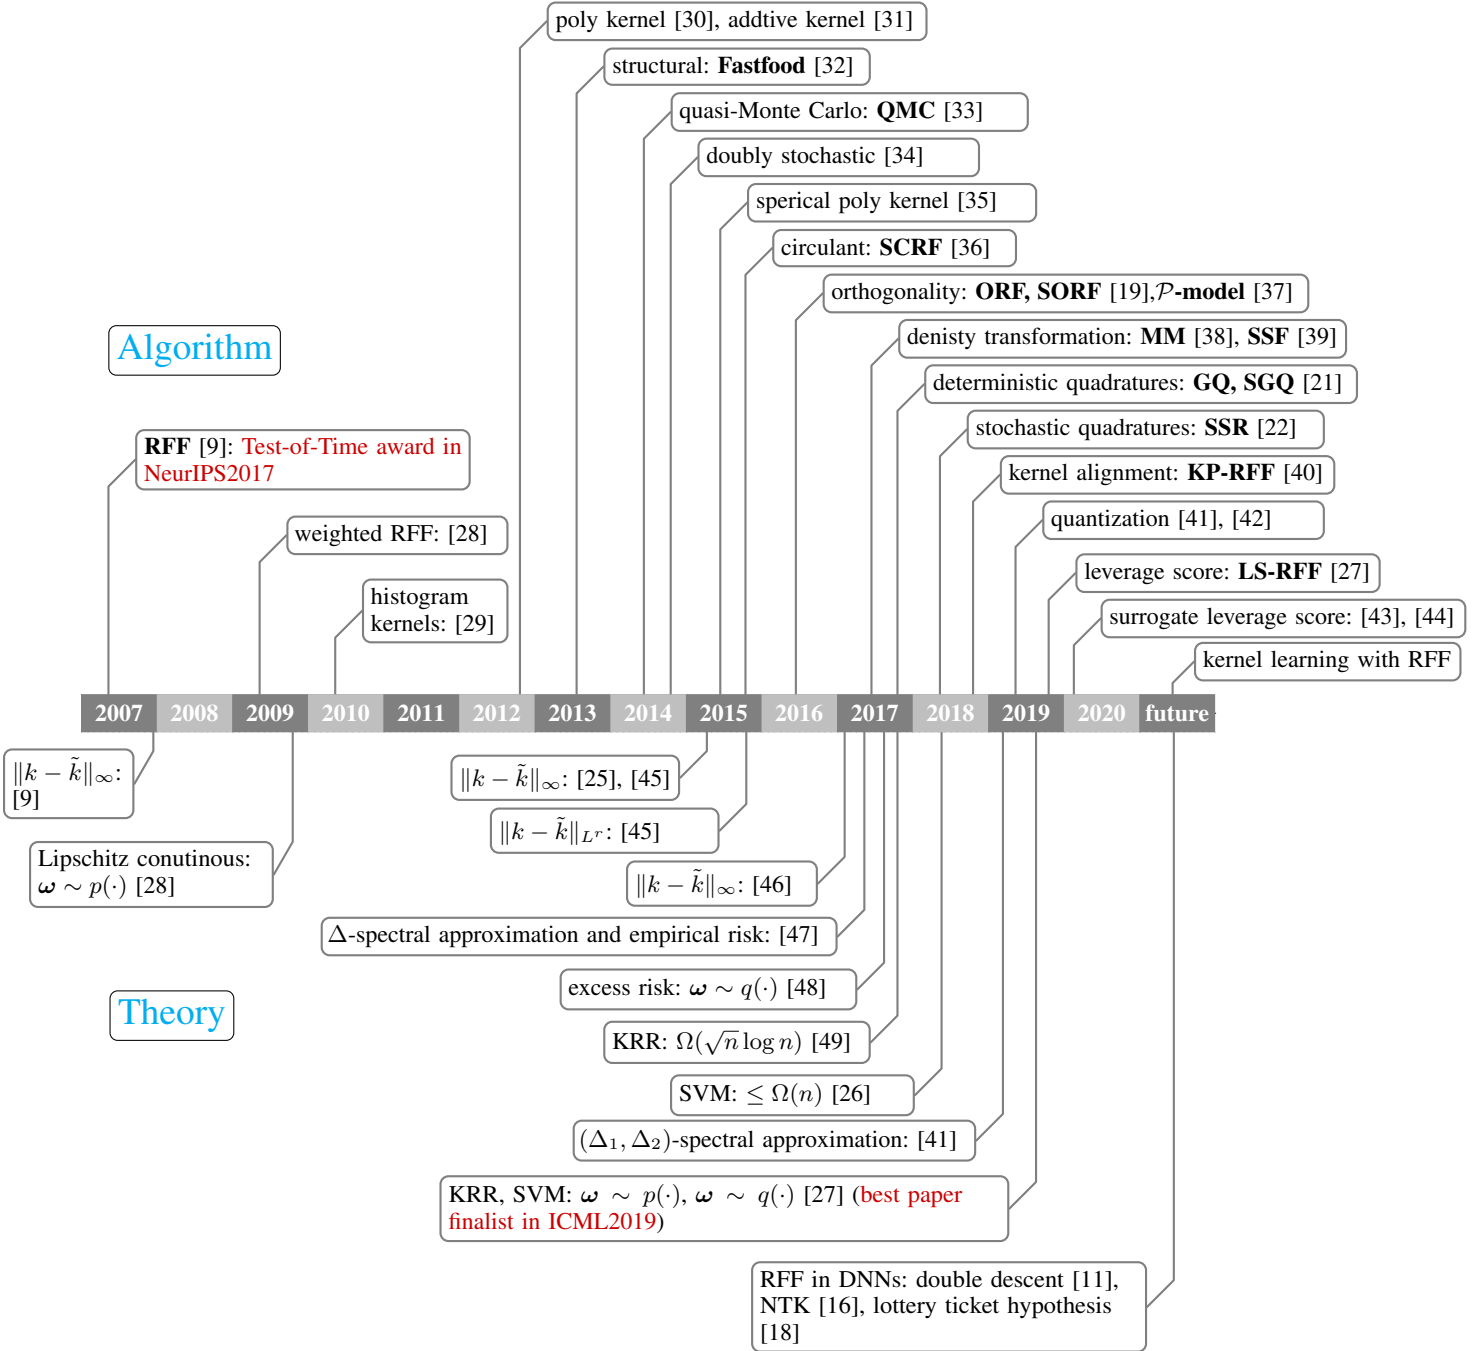 poly kernel [30], addtive kernel [31]
structural: Fastfood [32]
quasi-Monte Carlo: QMC [33]
doubly stochastic [34]
sperical poly kernel [35]
circulant: SCRF [36]
orthogonality: ORF, SORF [19],𝒫-model [37]
Algorithm
denisty transformation: MM [38], SSF [39]
deterministic quadratures: GQ, SGQ [21]
stochastic quadratures: SSR [22]
RFF [9]: Test-of-Time award in
NeurIPS2017
kernel alignment: KP-RFF [40]
quantization [41], [42]
weighted RFF: [28]
leverage score: LS-RFF [27]
histogram
kernels: [29]
surrogate leverage score: [43], [44]
kernel learning with RFF
2007 2008 2009 2010 2011 2012 2013 2014 2015 2016 2017 2018 2019 2020 future
‖k − k̃‖∞:
[9]
‖k − k̃‖∞: [25], [45]
‖k − k̃‖Lʳ: [45]
Lipschitz conutinous:
ω ∼ p(·) [28]
‖k − k̃‖∞: [46]
Δ-spectral approximation and empirical risk: [47]
excess risk: ω ∼ q(·) [48]
Theory
KRR: Ω(√n log n) [49]
SVM: ≤ Ω(n) [26]
(Δ₁, Δ₂)-spectral approximation: [41]
KRR, SVM: ω ∼ p(·), ω ∼ q(·) [27] (best paper
finalist in ICML2019)
RFF in DNNs: double descent [11],
NTK [16], lottery ticket hypothesis
[18]